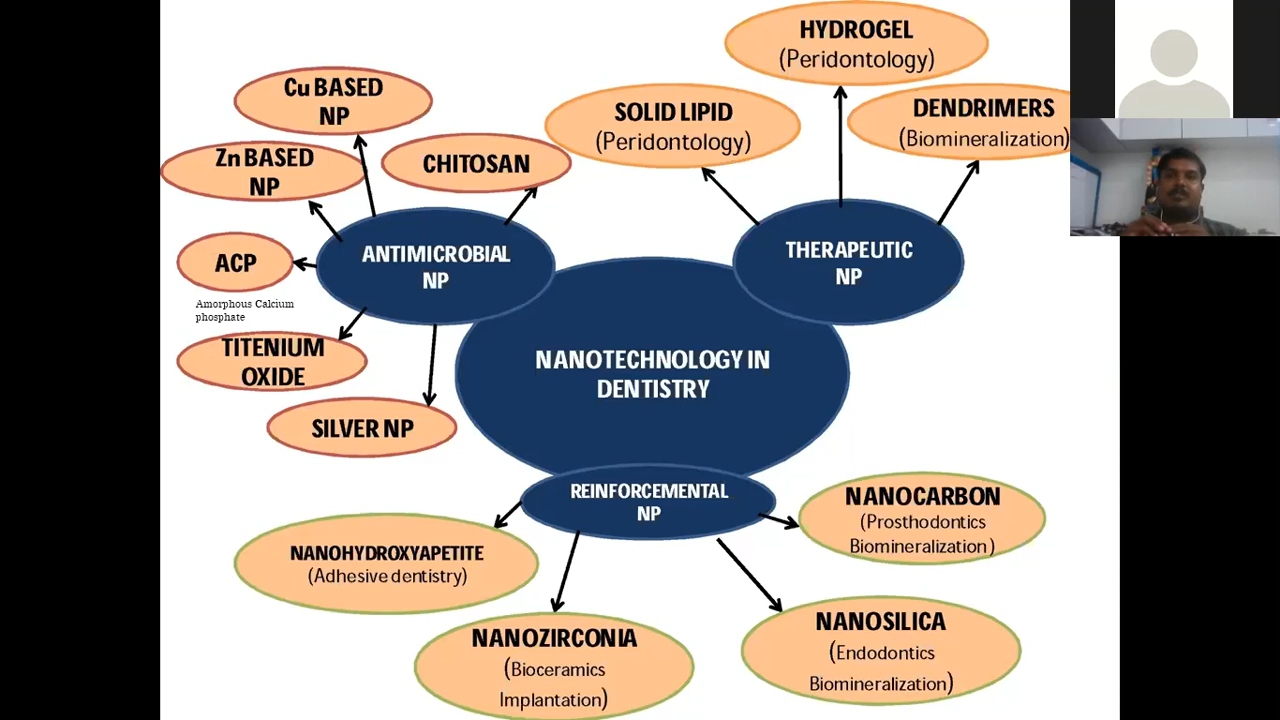 HYDROGEL
(Peridontology)
Cu BASED
NP
SOLID LIPID
(Peridontology)
DENDRIMERS
(Biomineralization)
Zn BASED
NP
CHITOSAN
ACP
Amorphous Calcium
phosphate
ANTIMICROBIAL
NP
THERAPEUTIC
NP
TITENIUM
OXIDE
SILVER NP
NANOTECHNOLOGY IN
DENTISTRY
REINFORCEMENTAL
NP
NANOCARBON
(Prosthodontics
Biomineralization)
NANOHYDROXYAPETITE
(Adhesive dentistry)
NANOZIRCONIA
(Bioceramics
Implantation)
NANOSILICA
(Endodontics
Biomineralization)